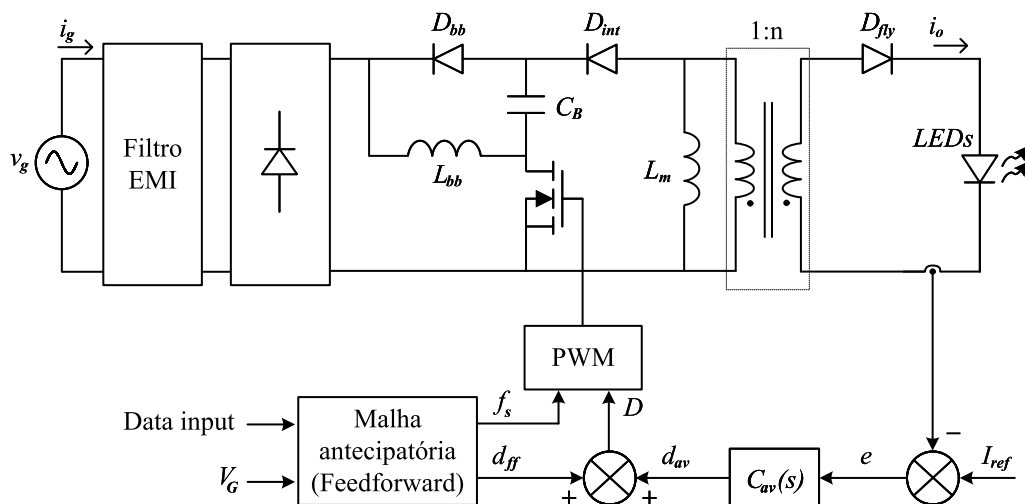 i_g
D_bb
D_int
1:n
D_fly
i_o
C_B
v_g
Filtro
EMI
L_bb
L_m
LEDs
PWM
Data input
Malha
antecipatória
(Feedforward)
f_s
D
V_G
d_ff
+
+
d_av
C_av(s)
e
−
I_ref